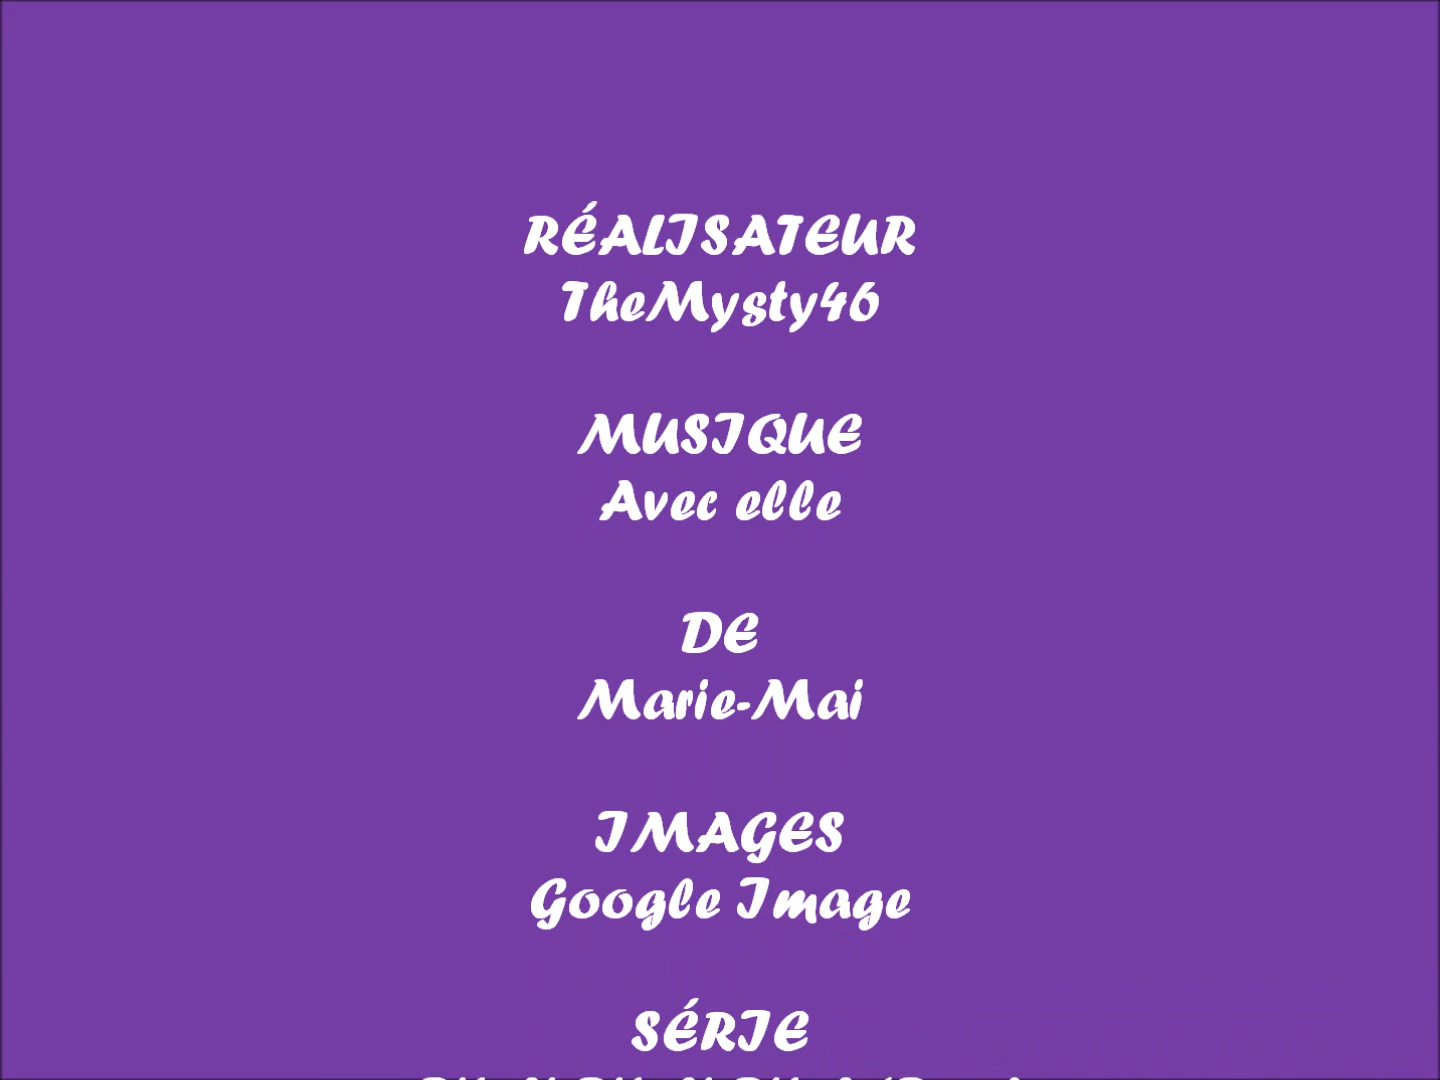 RÉALISATEUR
TheMysty46
MUSIQUE
Avec elle
DE
Marie-Mai
IMAGES
Google Image
SÉRIE